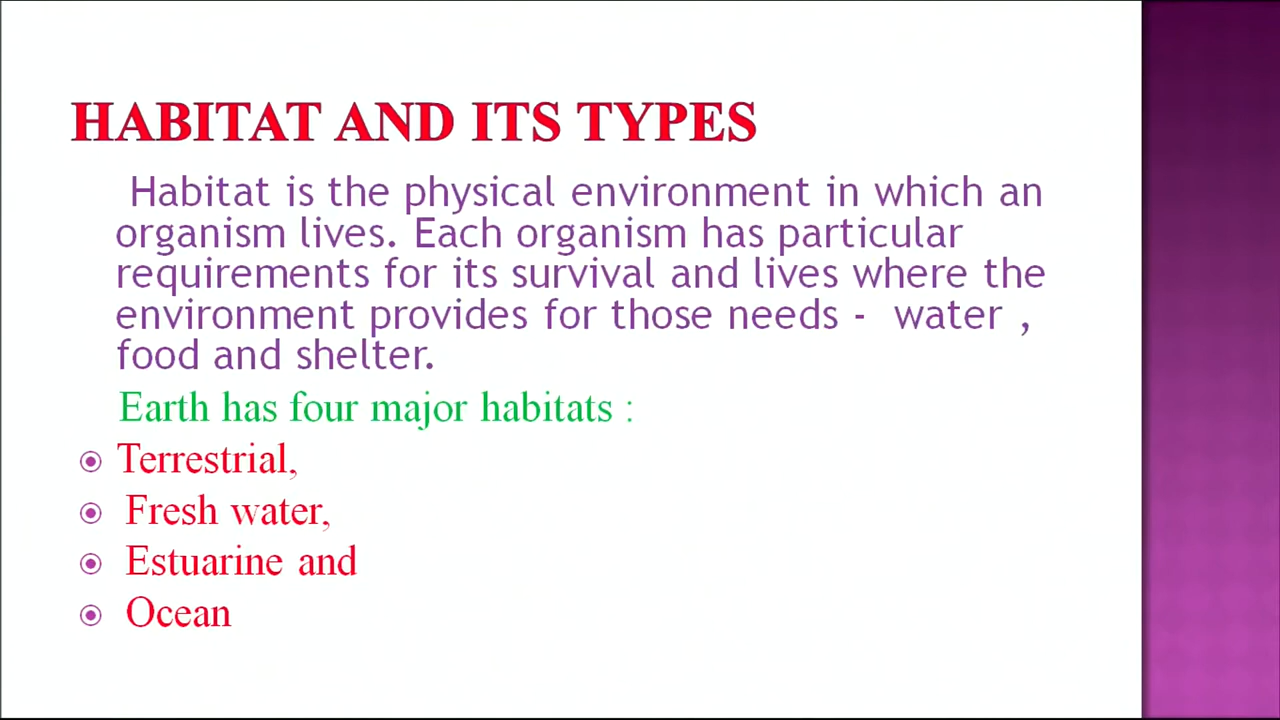 HABITAT AND ITS TYPES
Habitat is the physical environment in which an
organism lives. Each organism has particular
requirements for its survival and lives where the
environment provides for those needs - water ,
food and shelter.
Earth has four major habitats :
Terrestrial,
Fresh water,
Estuarine and
Ocean